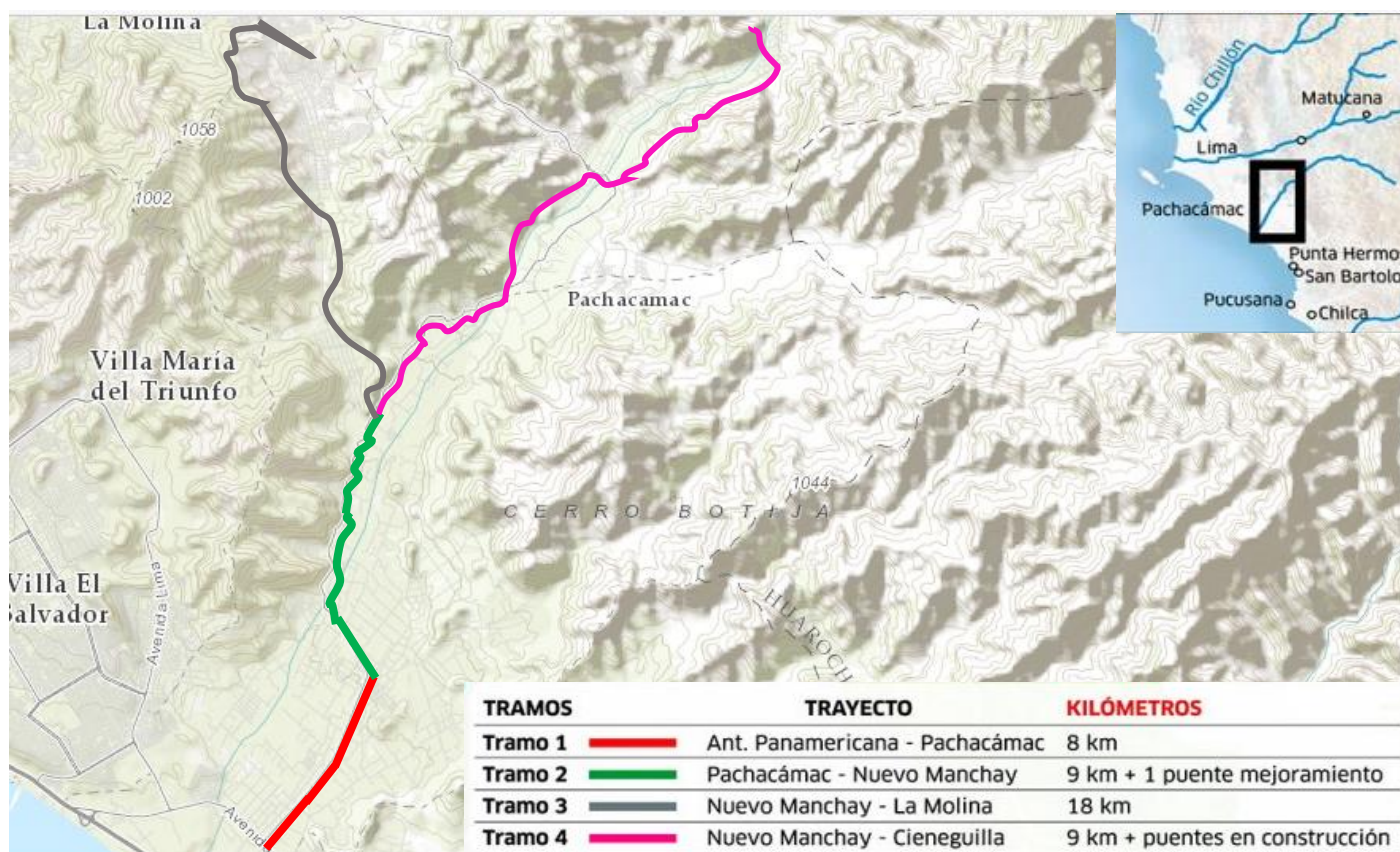 La Molina
1058
1002
Villa María
del Triunfo
Villa El
Salvador
Avenida Lima
Avenida
Pachacamac
1044
CERRO BOTIJA
HUAROCH
Río Chillón
Matucana
Lima
Pachacámac
Punta Hermo
San Bartolo
Pucusana
Chilca
TRAMOS TRAYECTO KILÓMETROS
Tramo 1 Ant. Panamericana - Pachacámac 8 km
Tramo 2 Pachacámac - Nuevo Manchay 9 km + 1 puente mejoramiento
Tramo 3 Nuevo Manchay - La Molina 18 km
Tramo 4 Nuevo Manchay - Cieneguilla 9 km + puentes en construcción